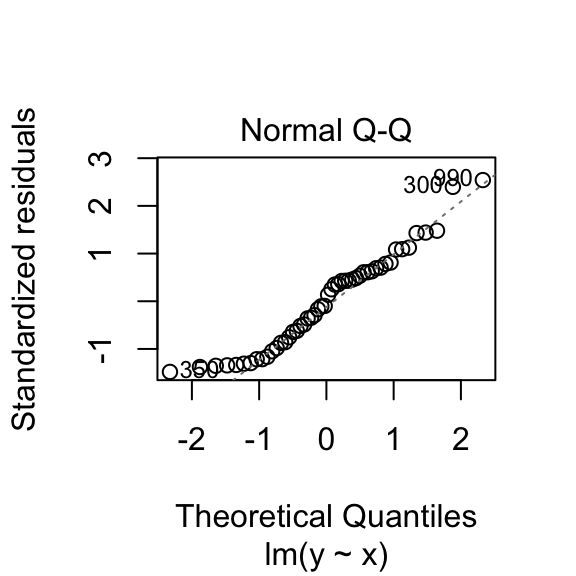 Normal Q-Q
Standardized residuals
3
2
1
-1
990
300
350
-2 -1 0 1 2
Theoretical Quantiles
lm(y ~ x)